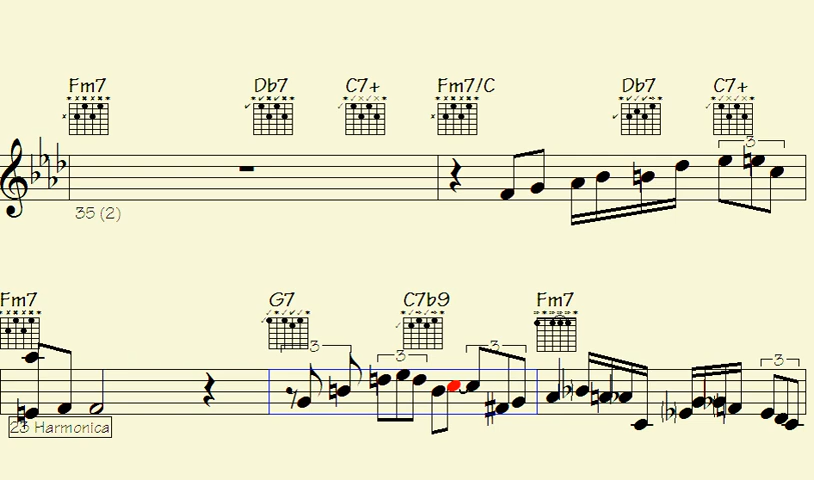 Fm7 Db7 C7+ Fm7/C Db7 C7+
3
35 (2)
Fm7 G7 C7b9 Fm7
3 3 3 3
23 Harmonica